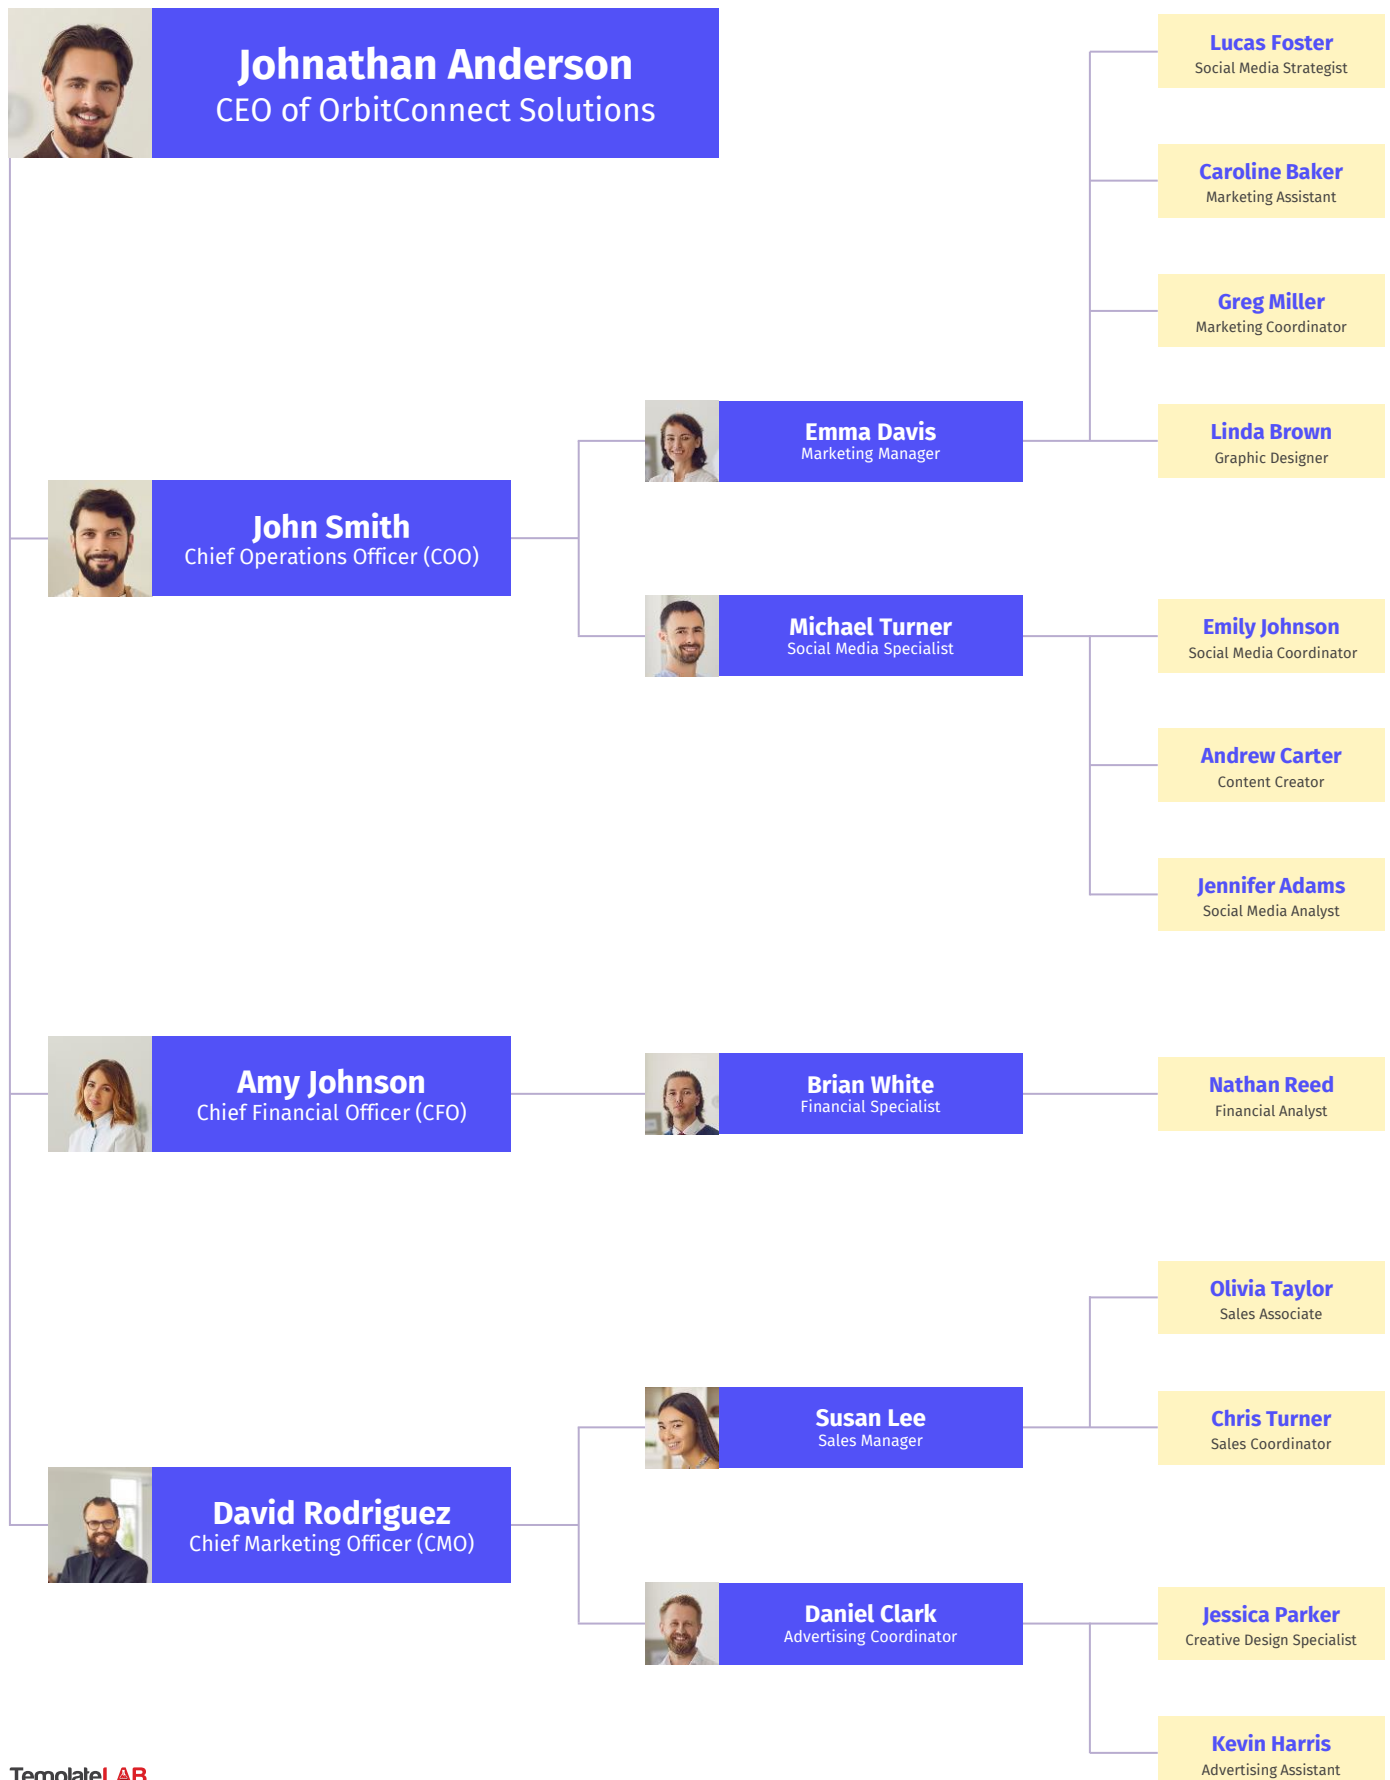 Johnathan Anderson
CEO of OrbitConnect Solutions
Lucas Foster
Social Media Strategist
Caroline Baker
Marketing Assistant
Greg Miller
Marketing Coordinator
Emma Davis
Marketing Manager
Linda Brown
Graphic Designer
John Smith
Chief Operations Officer (COO)
Michael Turner
Social Media Specialist
Emily Johnson
Social Media Coordinator
Andrew Carter
Content Creator
Jennifer Adams
Social Media Analyst
Amy Johnson
Chief Financial Officer (CFO)
Brian White
Financial Specialist
Nathan Reed
Financial Analyst
Olivia Taylor
Sales Associate
Susan Lee
Sales Manager
Chris Turner
Sales Coordinator
David Rodriguez
Chief Marketing Officer (CMO)
Daniel Clark
Advertising Coordinator
Jessica Parker
Creative Design Specialist
Kevin Harris
Advertising Assistant
TemplateLAB